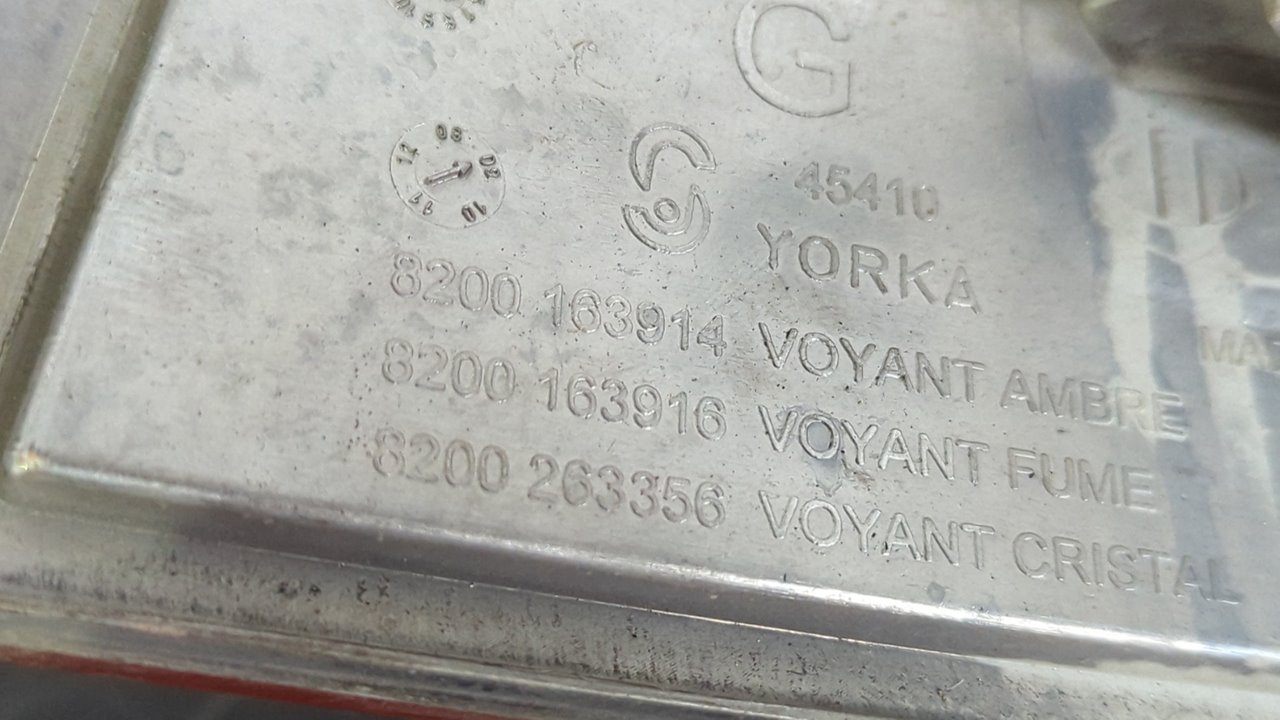 G
45410
YORKA
8200 163914 VOYANT AMBRE
8200 163916 VOYANT FUME
8200 263356 VOYANT CRISTAL